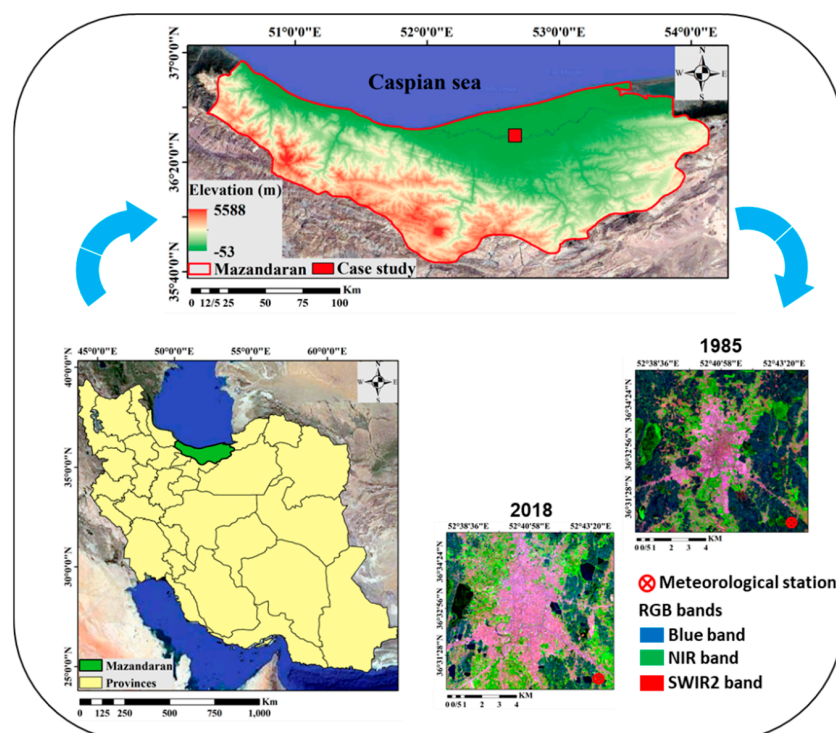 51°0'0"E 52°0'0"E 53°0'0"E 54°0'0"E
37°0'0"N
36°20'0"N
35°40'0"N
N
W E
S
Caspian sea
Elevation (m)
5588
-53
Mazandaran Case study
Km
0 12/5 25 50 75 100
45°0'0"E 50°0'0"E 55°0'0"E 60°0'0"E
40°0'0"N
35°0'0"N
30°0'0"N
25°0'0"N
N
W E
S
Mazandaran
Provinces
KM
0 125 250 500 750 1,000
2018
52°38'36"E 52°40'58"E 52°43'20"E
36°34'24"N
36°32'56"N
36°31'28"N
KM
0 0/5 1 2 3 4
1985
52°38'36"E 52°40'58"E 52°43'20"E
36°34'24"N
36°32'56"N
36°31'28"N
KM
0 0/5 1 2 3 4
Meteorological station
RGB bands
Blue band
NIR band
SWIR2 band